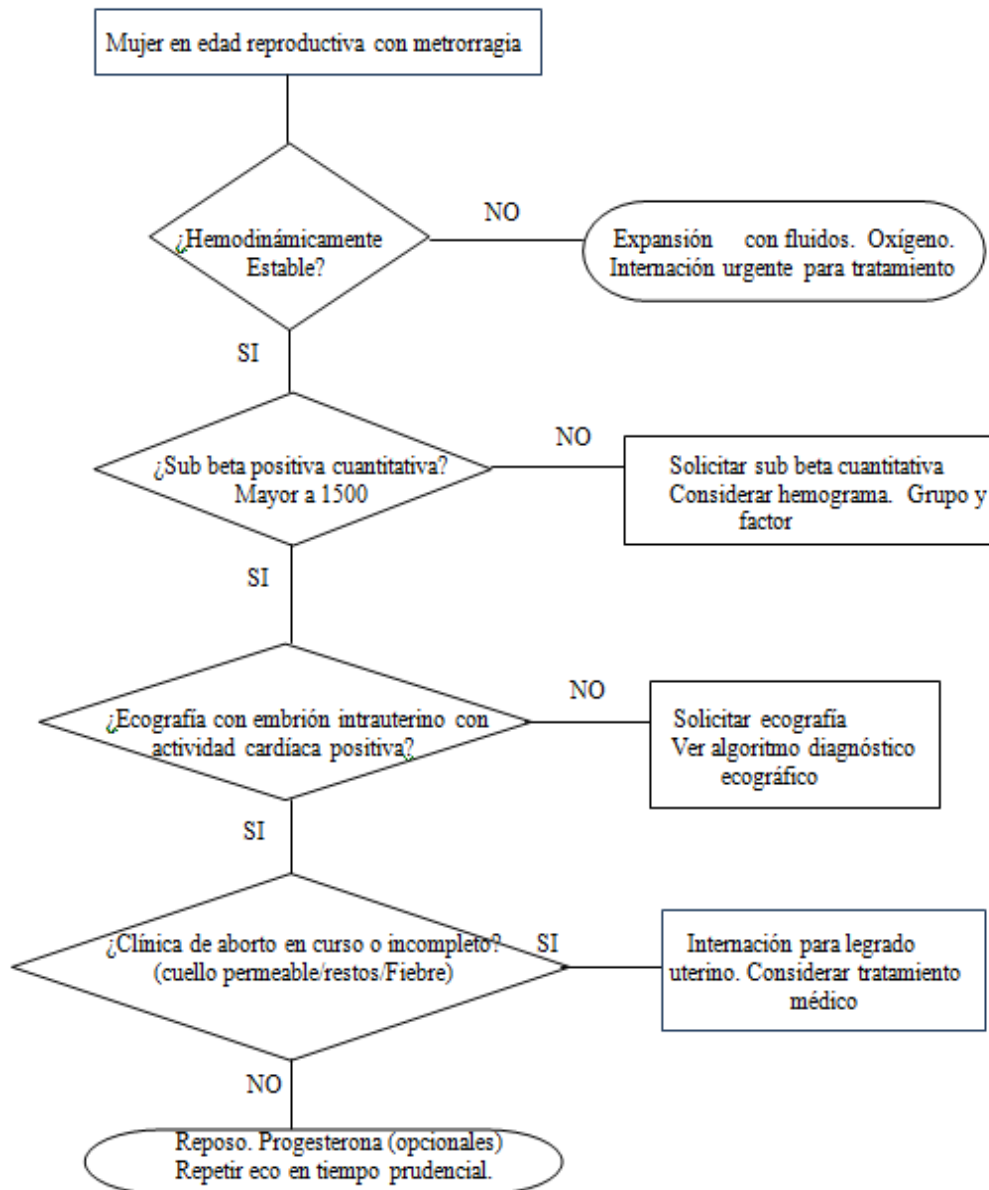 Mujer en edad reproductiva con metrorragia
¿Hemodinámicamente
Estable?
NO
Expansión con fluidos. Oxígeno.
Internación urgente para tratamiento
SI
¿Sub beta positiva cuantitativa?
Mayor a 1500
NO
Solicitar sub beta cuantitativa
Considerar hemograma. Grupo y
factor
SI
¿Ecografía con embrión intrauterino con
actividad cardíaca positiva?
NO
Solicitar ecografía
Ver algoritmo diagnóstico
ecográfico
SI
¿Clínica de aborto en curso o incompleto?
(cuello permeable/restos/Fiebre)
SI
Internación para legrado
uterino. Considerar tratamiento
médico
NO
Reposo. Progesterona (opcionales)
Repetir eco en tiempo prudencial.